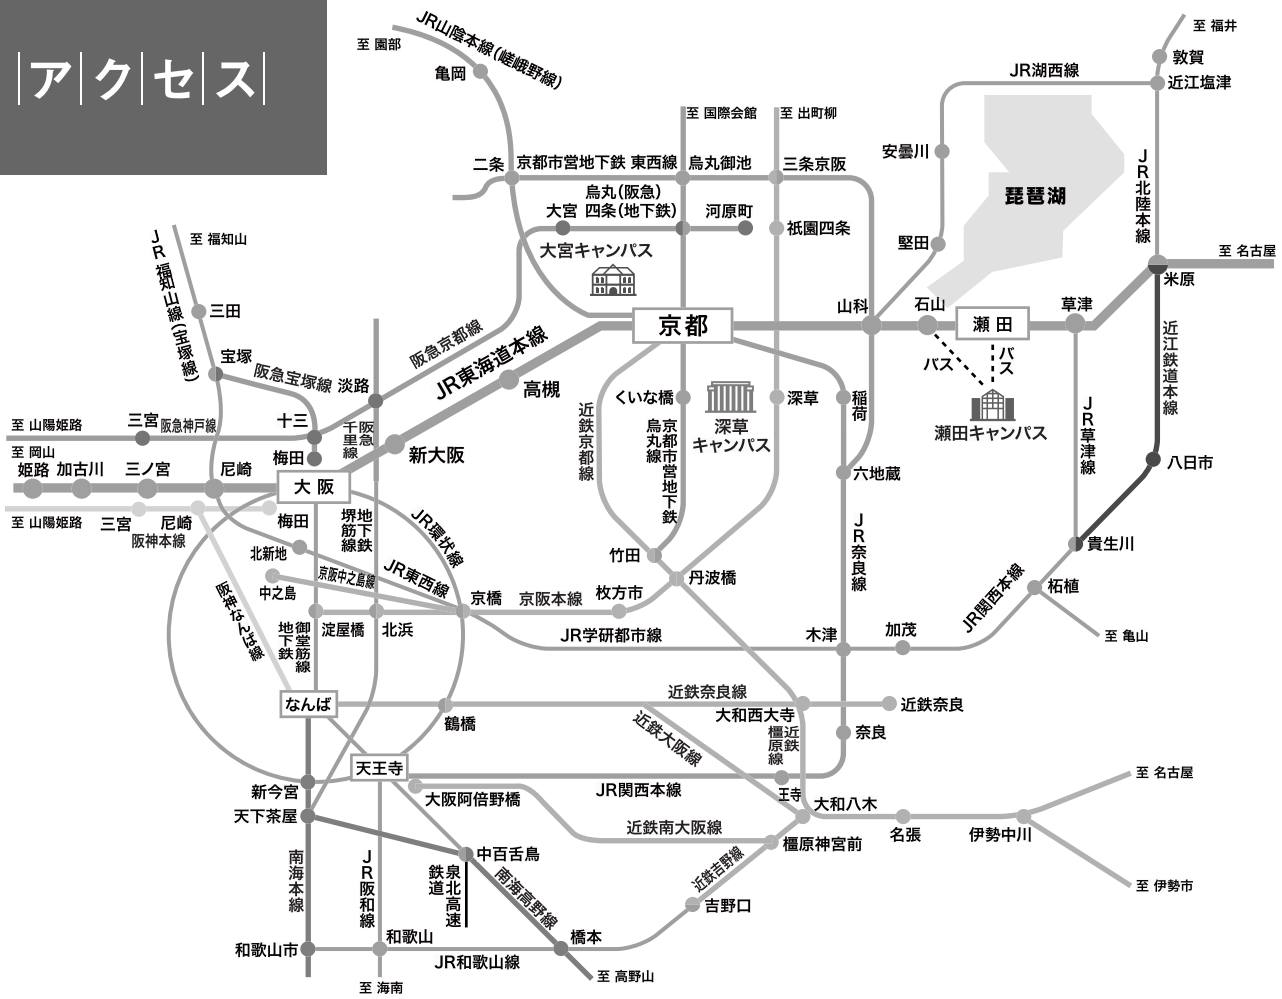 アクセス
至 園部
JR山陰本線(嵯峨野線)
亀岡
至 福井
敦賀
近江塩津
JR湖西線
至 国際会館
至 出町柳
安曇川
琵琶湖
JR北陸本線
二条
京都市営地下鉄 東西線
烏丸御池
三条京阪
烏丸(阪急)
大宮
四条(地下鉄)
河原町
祇園四条
堅田
至 名古屋
米原
大宮キャンパス
JR福知山線(宝塚線)
至 福知山
三田
山科
石山
瀬田
草津
京都
近江鉄道本線
宝塚
阪急宝塚線
淡路
阪急京都線
JR東海道本線
高槻
バス
バス
くいな橋
深草
稲荷
深草
キャンパス
瀬田キャンパス
JR草津線
近鉄京都線
京都市営地下鉄
烏丸線
至 山陽姫路
三宮
阪急神戸線
十三
阪急
千里線
新大阪
至 岡山
姫路
加古川
三ノ宮
尼崎
梅田
大阪
六地蔵
八日市
至 山陽姫路
三宮
尼崎
阪神本線
梅田
地下鉄
堺筋線
JR環状線
北新地
中之島
京阪中之島線
JR東西線
阪神なんば線
竹田
丹波橋
JR奈良線
貴生川
柘植
至 亀山
JR関西本線
京橋
京阪本線
枚方市
淀屋橋
北浜
御堂筋線
地下鉄
JR学研都市線
木津
加茂
なんば
鶴橋
近鉄奈良線
大和西大寺
近鉄奈良
近鉄大阪線
近鉄
橿原線
奈良
天王寺
新今宮
天下茶屋
大阪阿倍野橋
JR関西本線
王寺
大和八木
名張
伊勢中川
至 名古屋
至 伊勢市
近鉄南大阪線
橿原神宮前
近鉄吉野線
吉野口
南海本線
JR阪和線
中百舌鳥
泉北高速
鉄道
南海高野線
和歌山市
和歌山
JR和歌山線
橋本
至 高野山
至 海南